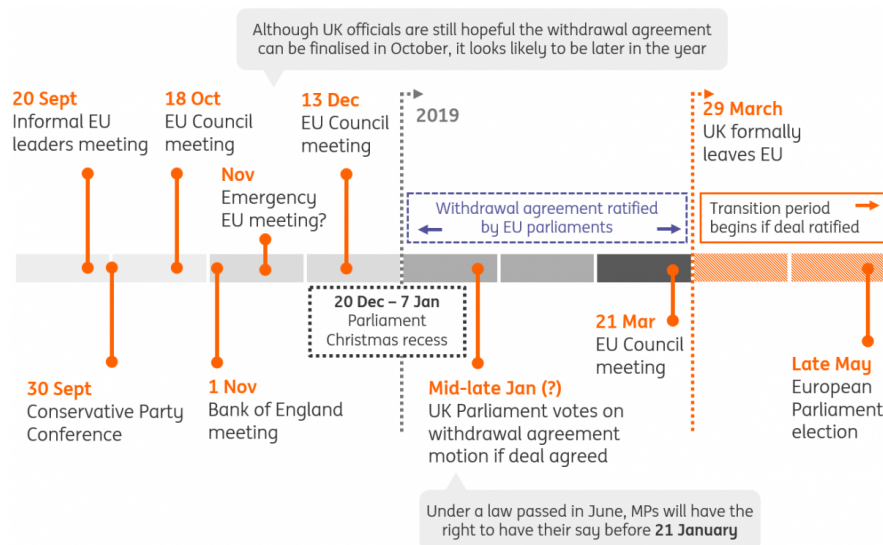 Although UK officials are still hopeful the withdrawal agreement
can be finalised in October, it looks likely to be later in the year
20 Sept
Informal EU
leaders meeting
18 Oct
EU Council
meeting
Nov
Emergency
EU meeting?
13 Dec
EU Council
meeting
2019
29 March
UK formally
leaves EU
Withdrawal agreement ratified
by EU parliaments
Transition period
begins if deal ratified
20 Dec – 7 Jan
Parliament
Christmas recess
30 Sept
Conservative Party
Conference
1 Nov
Bank of England
meeting
Mid-late Jan (?)
UK Parliament votes on
withdrawal agreement
motion if deal agreed
21 Mar
EU Council
meeting
Late May
European
Parliament
election
Under a law passed in June, MPs will have the
right to have their say before 21 January